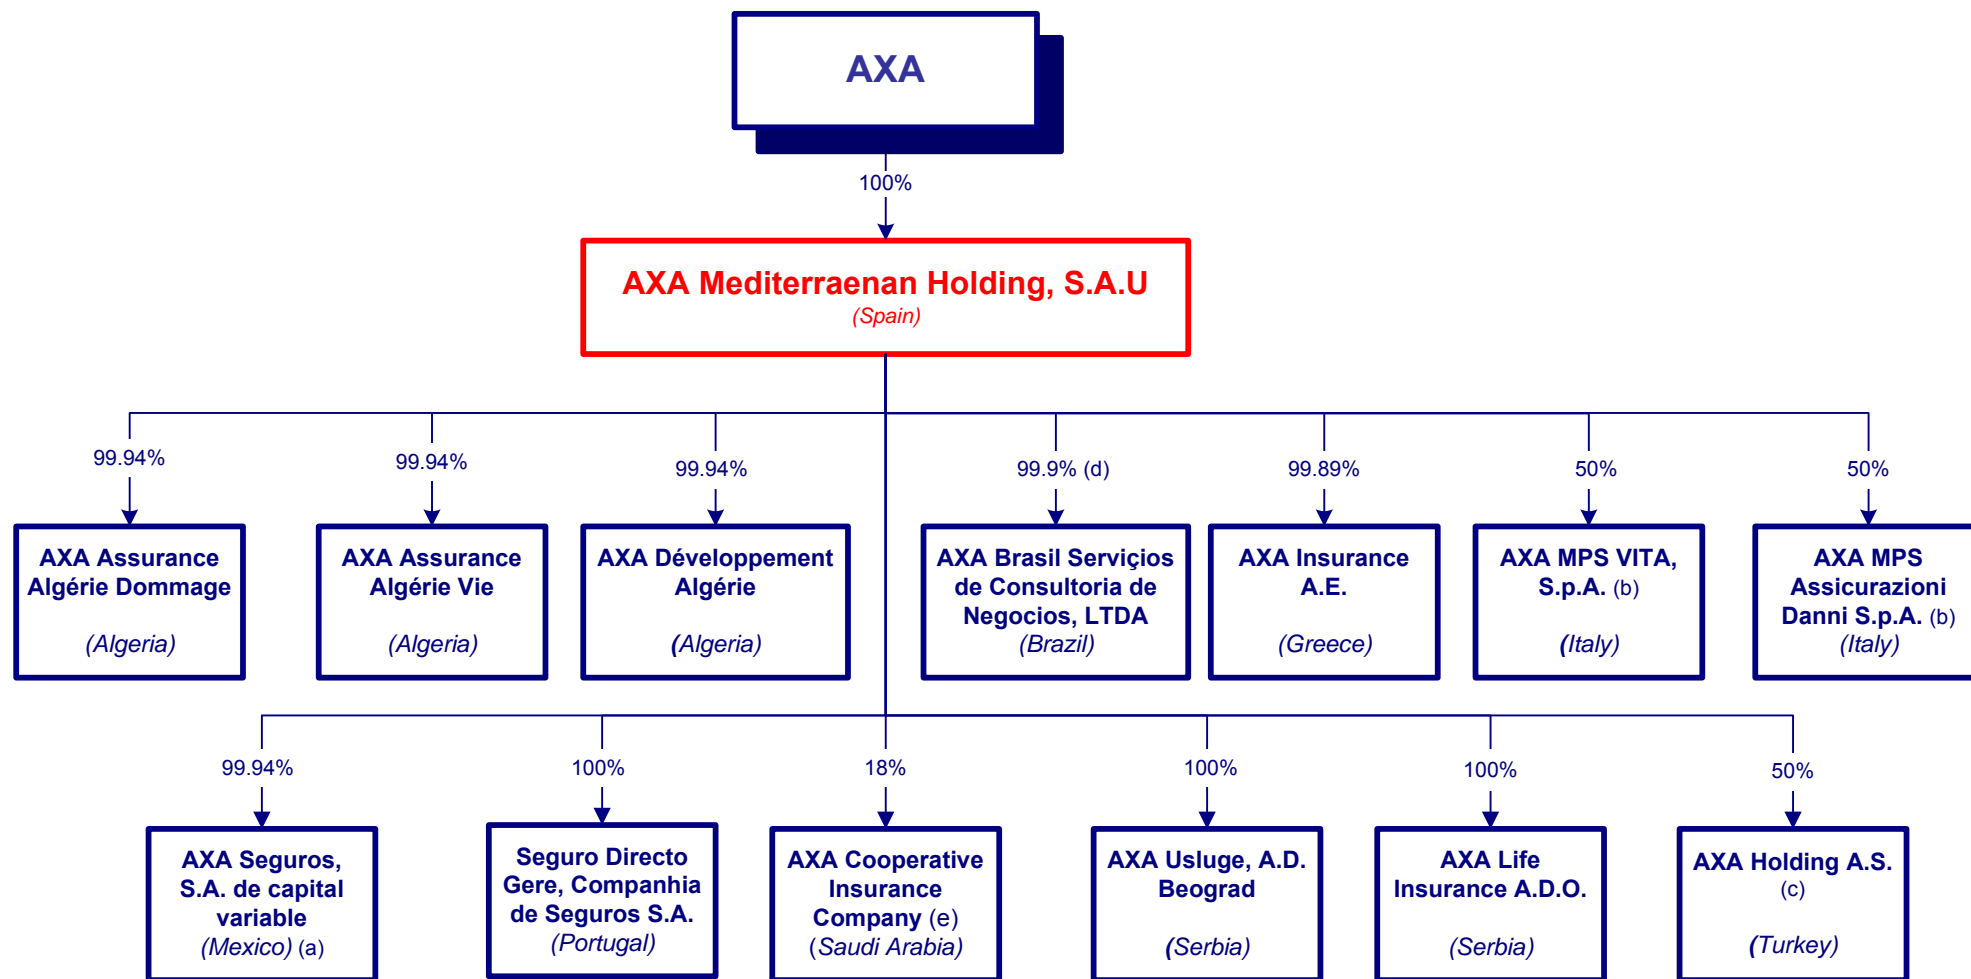 AXA
100%
AXA Mediterraenan Holding, S.A.U
(Spain)
99.94%
99.94%
99.94%
99.9% (d)
99.89%
50%
50%
AXA Assurance
Algérie Dommage
(Algeria)
AXA Assurance
Algérie Vie
(Algeria)
AXA Développement
Algérie
(Algeria)
AXA Brasil Serviçios
de Consultoria de
Negocios, LTDA
(Brazil)
AXA Insurance
A.E.
(Greece)
AXA MPS VITA,
S.p.A. (b)
(Italy)
AXA MPS
Assicurazioni
Danni S.p.A. (b)
(Italy)
99.94%
100%
18%
100%
100%
50%
AXA Seguros,
S.A. de capital
variable
(Mexico) (a)
Seguro Directo
Gere, Companhia
de Seguros S.A.
(Portugal)
AXA Cooperative
Insurance
Company (e)
(Saudi Arabia)
AXA Usluge, A.D.
Beograd
(Serbia)
AXA Life
Insurance A.D.O.
(Serbia)
AXA Holding A.S.
(c)
(Turkey)